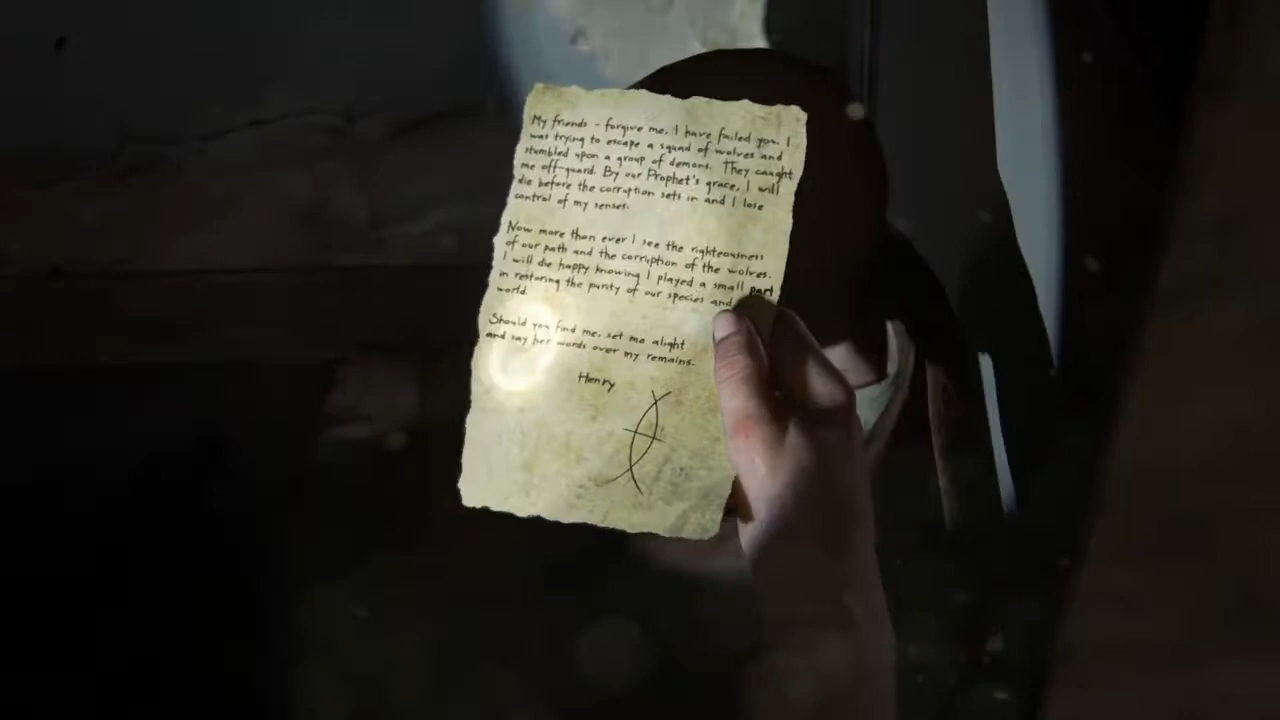 My friends - forgive me, I have failed you. I
was trying to escape a squad of wolves and
stumbled upon a group of demons. They caught
me off-guard. By our Prophet's grace, I will
die before the corruption sets in and I lose
control of my senses.
Now more than ever I see the righteousness
of our path and the corruption of the wolves.
I will die happy knowing I played a small part
in restoring the purity of our species and
world.
Should you find me, set me alight
and say her words over my remains.
Henry